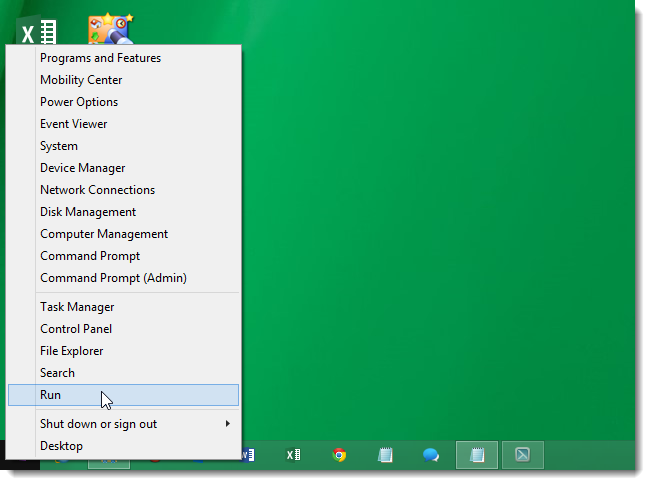 Programs and Features
Mobility Center
Power Options
Event Viewer
System
Device Manager
Network Connections
Disk Management
Computer Management
Command Prompt
Command Prompt (Admin)
Task Manager
Control Panel
File Explorer
Search
Run
Shut down or sign out
Desktop